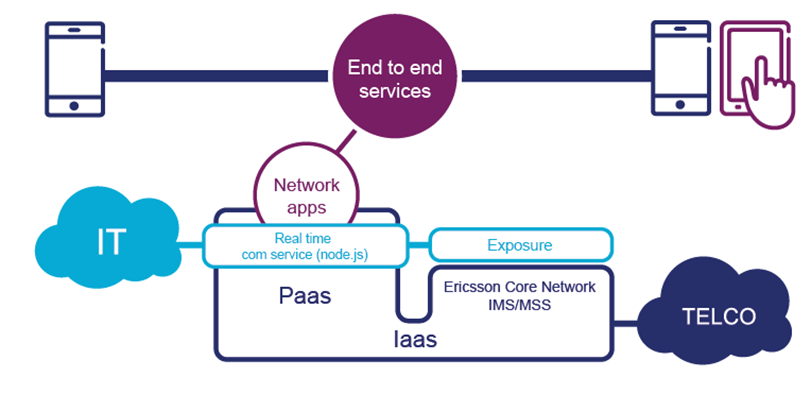 End to end
services
Network
apps
IT
Real time
com service (node.js)
Exposure
Paas
Ericsson Core Network
IMS/MSS
TELCO
Iaas